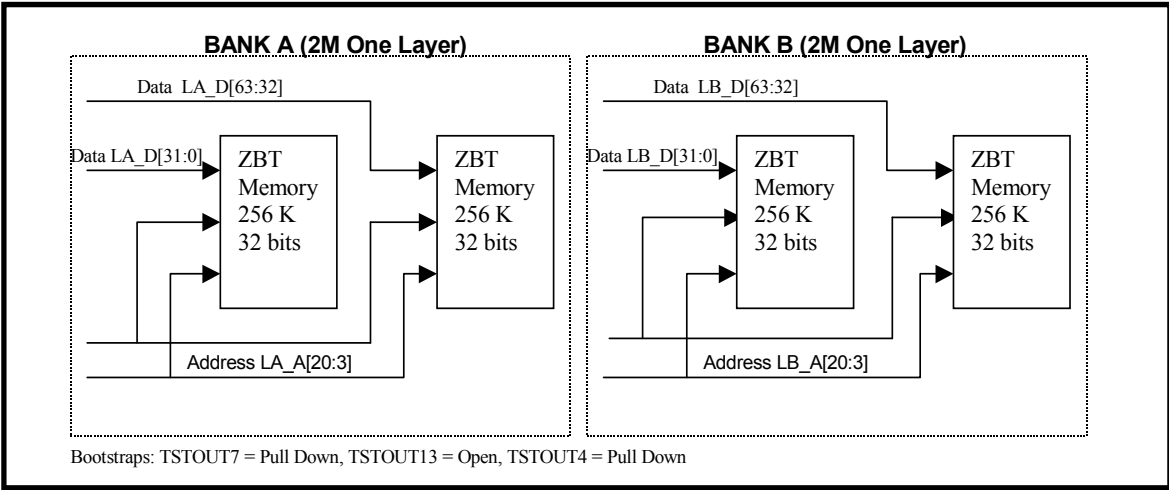 BANK A (2M One Layer)
Data LA_D[63:32]
Data LA_D[31:0]
ZBT
Memory
256 K
32 bits
ZBT
Memory
256 K
32 bits
Address LA_A[20:3]
BANK B (2M One Layer)
Data LB_D[63:32]
Data LB_D[31:0]
ZBT
Memory
256 K
32 bits
ZBT
Memory
256 K
32 bits
Address LB_A[20:3]
Bootstraps: TSTOUT7 = Pull Down, TSTOUT13 = Open, TSTOUT4 = Pull Down